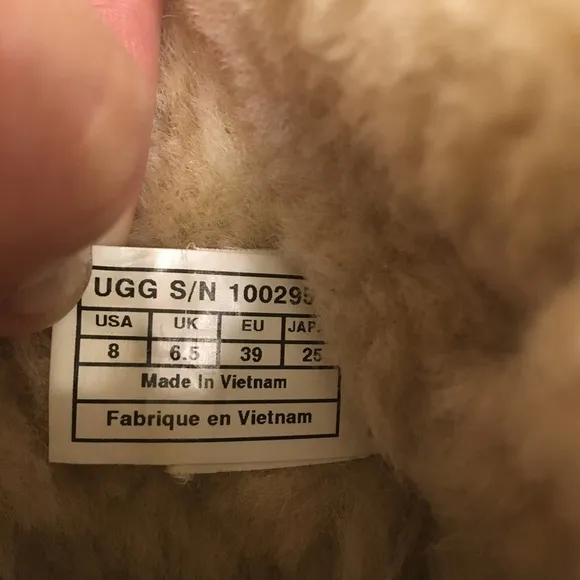 UGG S/N 100295
USA UK EU JAP.
8 6.5 39 25
Made In Vietnam
Fabrique en Vietnam